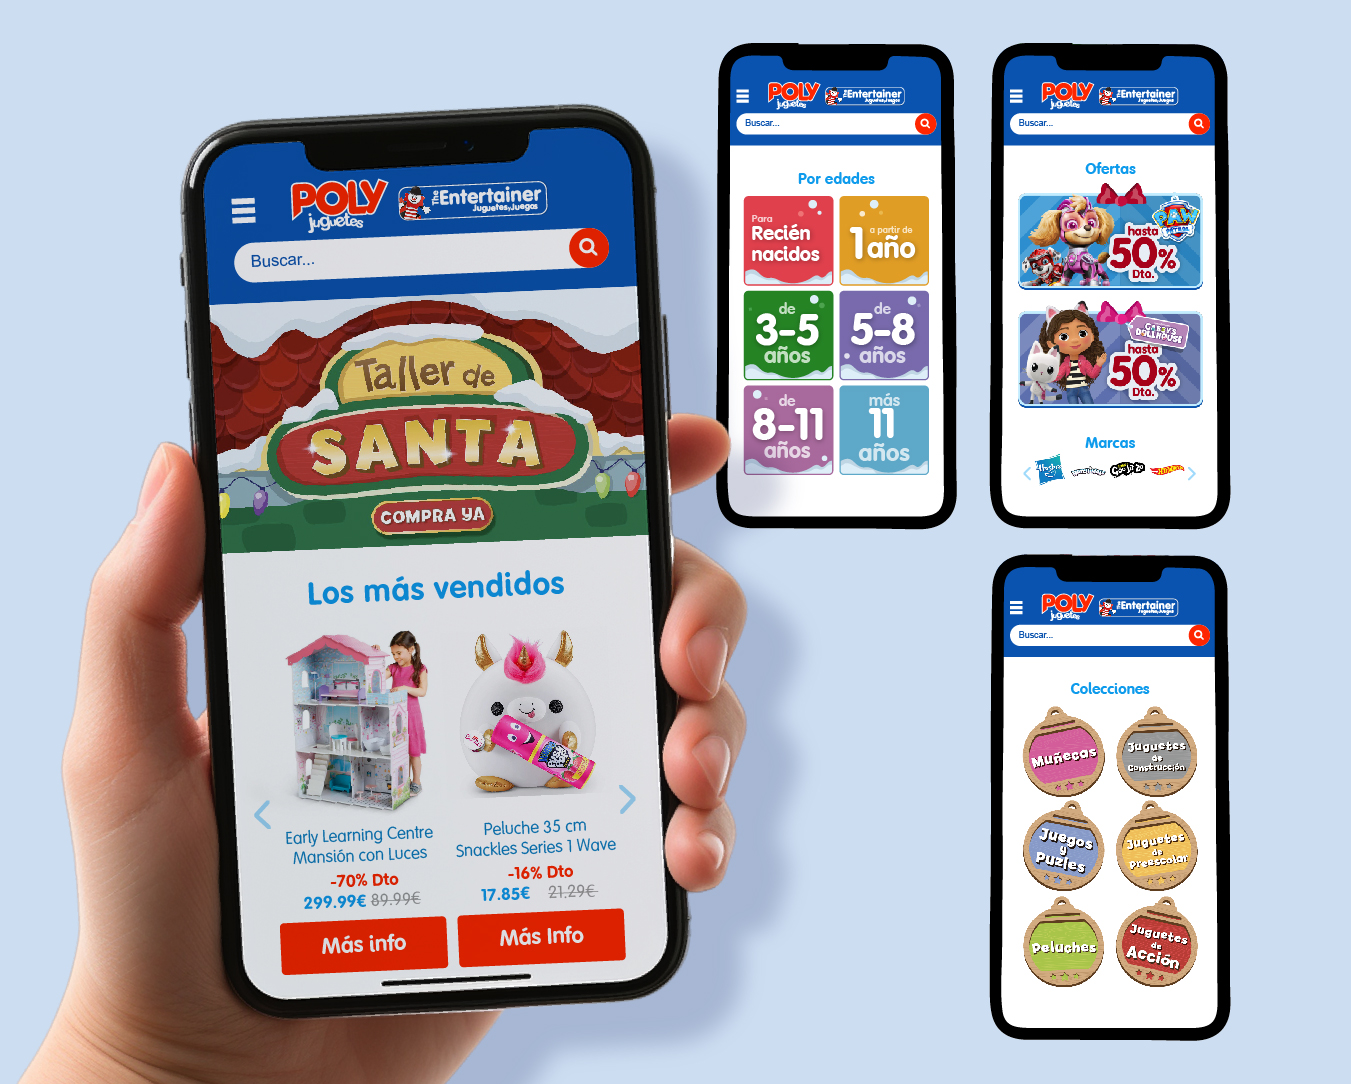 POLY
juguetes
The Entertainer
Juguetes y Juegos
Buscar...
Taller de
SANTA
COMPRA YA
Los más vendidos
Early Learning Centre
Mansión con Luces
-70% Dto
299.99€ 89.99€
Más info
Peluche 35 cm
Snackles Series 1 Wave
-16% Dto
17.85€ 21.29€
Más Info
POLY
juguetes
The Entertainer
Juguetes y Juegos
Buscar...
Por edades
Para
Recién
nacidos
a partir de
1 año
de
3-5
años
de
5-8
años
de
8-11
años
más
11
años
POLY
juguetes
The Entertainer
Juguetes y Juegos
Buscar...
Ofertas
PAW
PATROL
hasta
50%
Dto.
GABBY'S
DOLLHOUSE
hasta
50%
Dto.
Marcas
Hasbro
POLY
juguetes
The Entertainer
Juguetes y Juegos
Buscar...
Colecciones
Muñecas
Juguetes
de
Construcción
Juegos
y
Puzles
Juguetes
de
Preescolar
Peluches
Juguetes
de
Acción